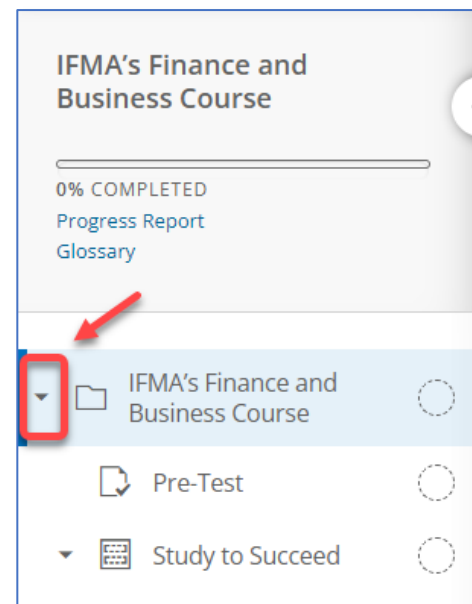 IFMA's Finance and
Business Course
0% COMPLETED
Progress Report
Glossary
IFMA's Finance and
Business Course
Pre-Test
Study to Succeed